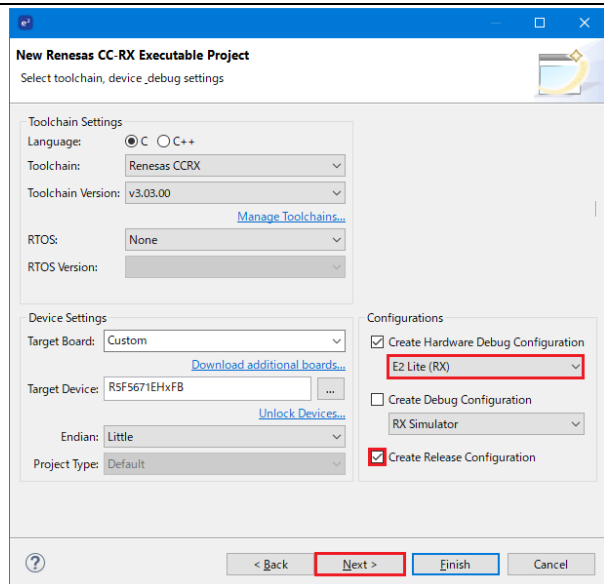 e²
New Renesas CC-RX Executable Project
Select toolchain, device ,debug settings
Toolchain Settings
Language: C C++
Toolchain: Renesas CCRX
Toolchain Version: v3.03.00
Manage Toolchains...
RTOS: None
RTOS Version:
Device Settings
Target Board: Custom
Download additional boards...
Target Device: R5F5671EHxFB ...
Unlock Devices...
Endian: Little
Project Type: Default
Configurations
Create Hardware Debug Configuration
E2 Lite (RX)
Create Debug Configuration
RX Simulator
Create Release Configuration
? < Back Next > Finish Cancel